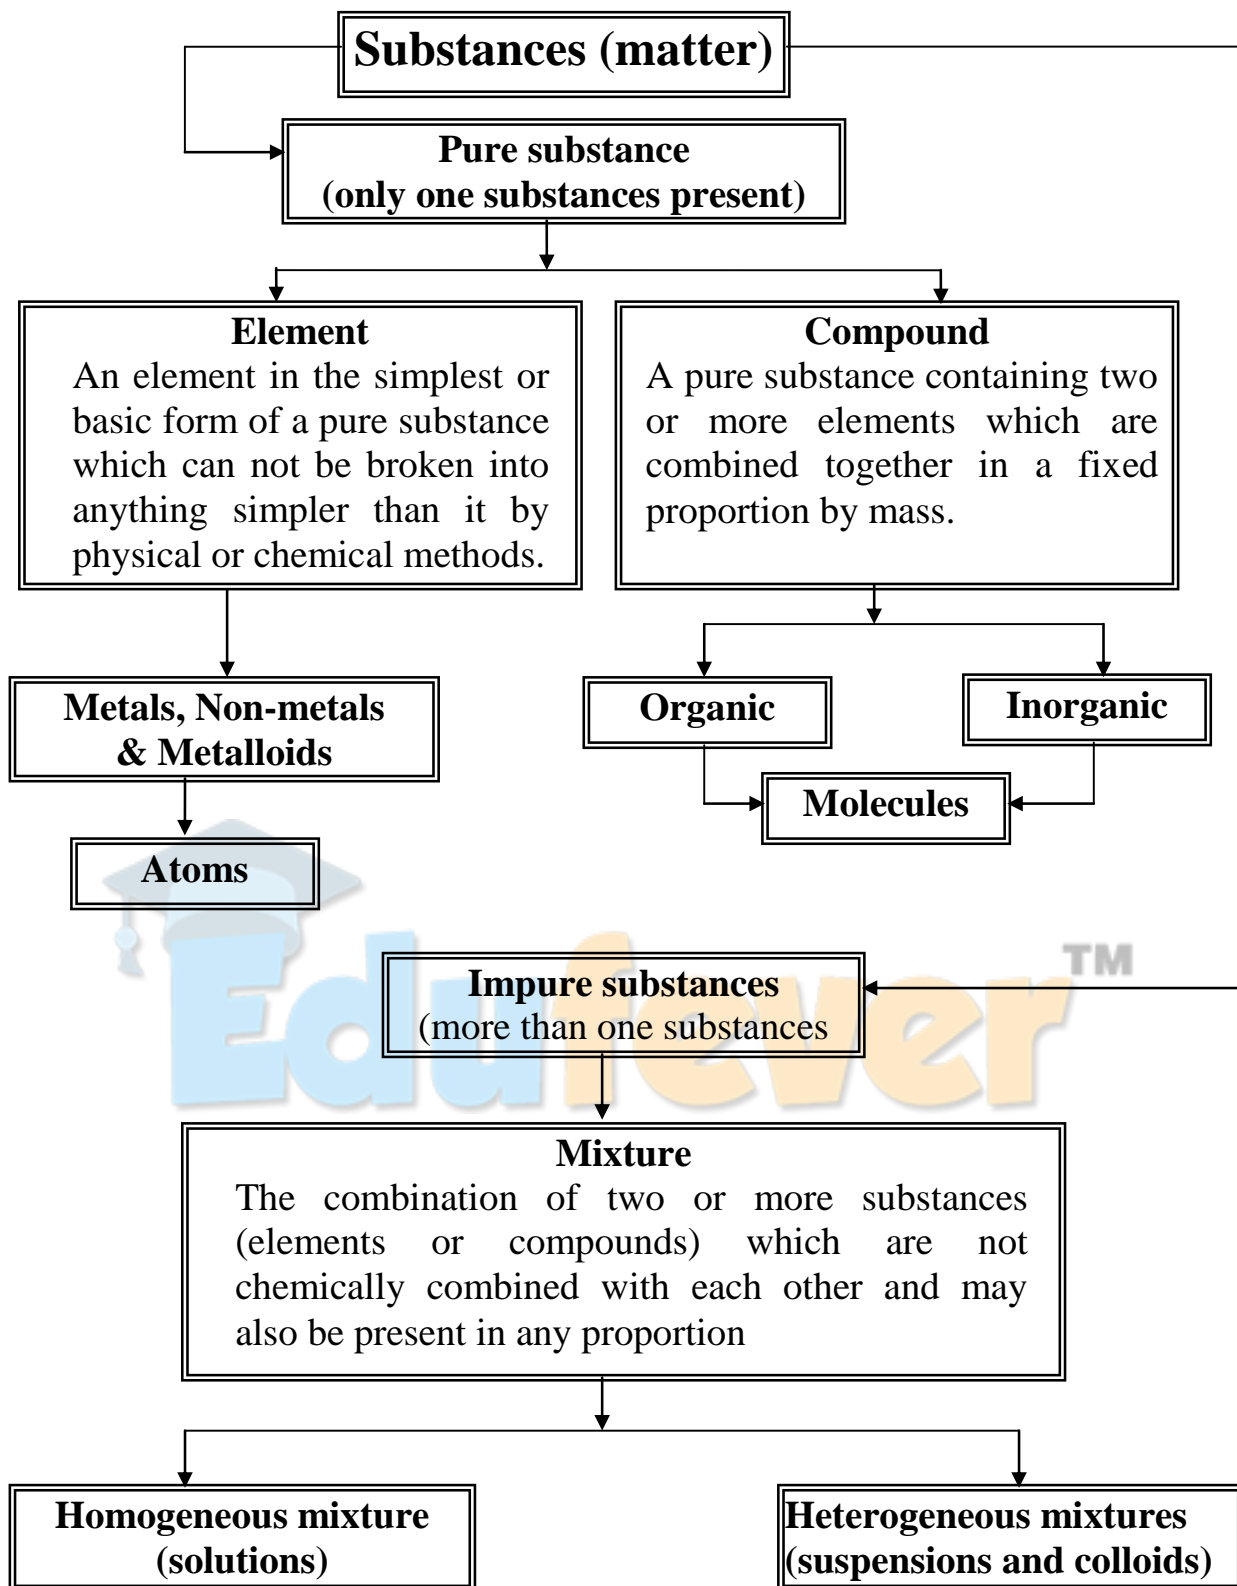 Substances (matter)
Pure substance
(only one substances present)
Element
An element in the simplest or
basic form of a pure substance
which can not be broken into
anything simpler than it by
physical or chemical methods.
Compound
A pure substance containing two
or more elements which are
combined together in a fixed
proportion by mass.
Metals, Non-metals
& Metalloids
Organic
Inorganic
Molecules
Atoms
Edufever™
Impure substances
(more than one substances
Mixture
The combination of two or more substances
(elements or compounds) which are not
chemically combined with each other and may
also be present in any proportion
Homogeneous mixture
(solutions)
Heterogeneous mixtures
(suspensions and colloids)